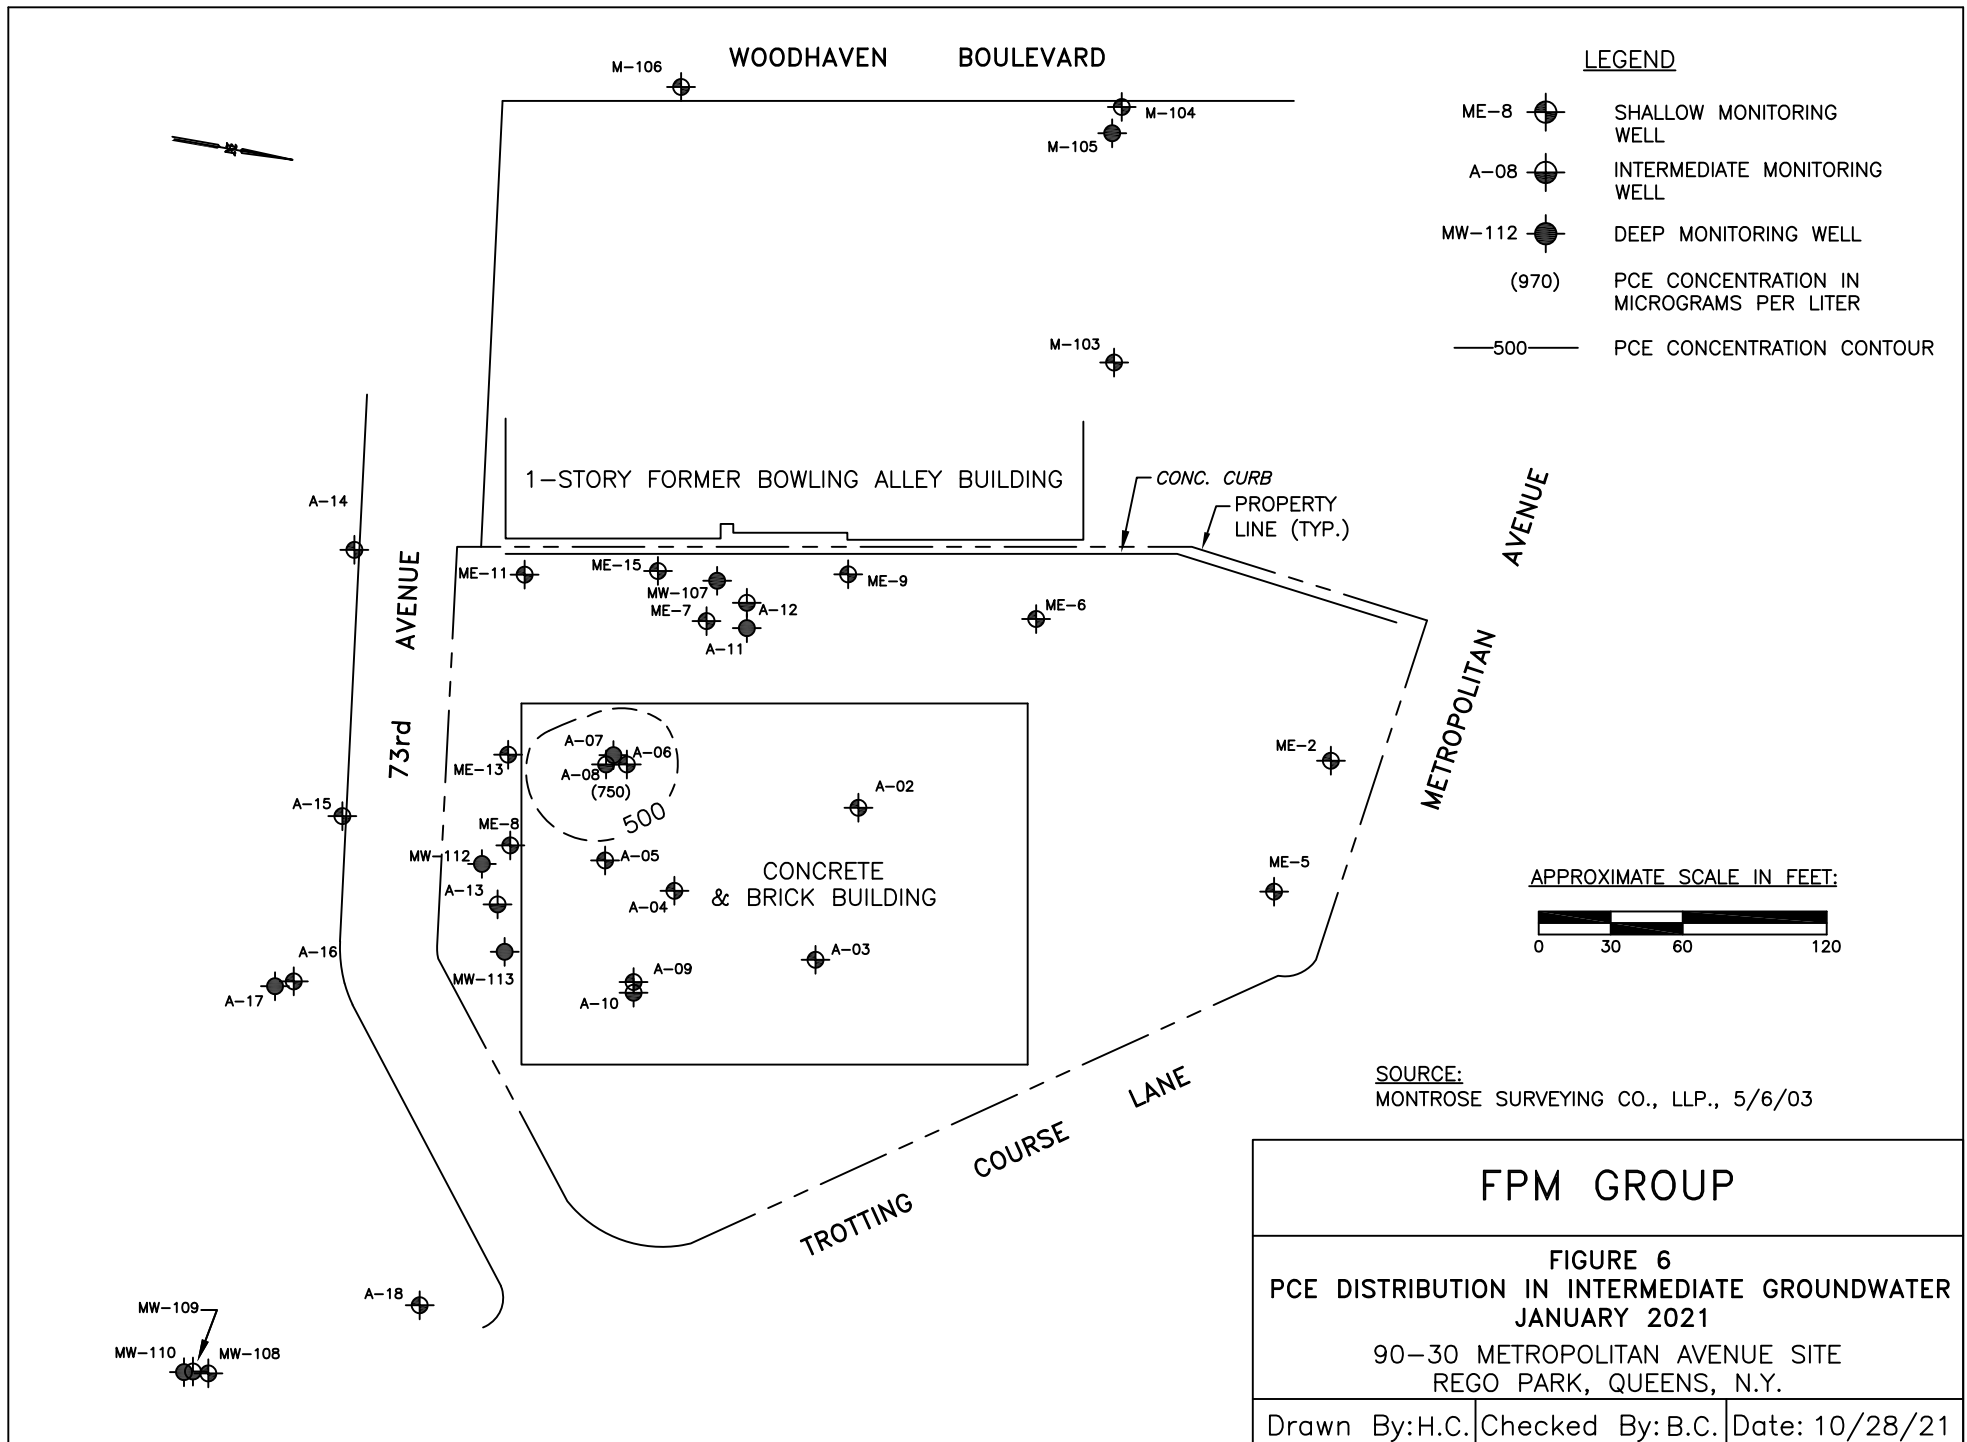 WOODHAVEN BOULEVARD
M-106
M-104
M-105
M-103
LEGEND
ME-8 SHALLOW MONITORING
WELL
A-08 INTERMEDIATE MONITORING
WELL
MW-112 DEEP MONITORING WELL
(970) PCE CONCENTRATION IN
MICROGRAMS PER LITER
500 PCE CONCENTRATION CONTOUR
1-STORY FORMER BOWLING ALLEY BUILDING
CONC. CURB
PROPERTY
LINE (TYP.)
A-14
73rd AVENUE
METROPOLITAN AVENUE
ME-11
ME-15
MW-107
ME-7
A-12
A-11
ME-9
ME-6
ME-13
A-07
A-06
A-08
(750)
500
A-02
ME-2
A-15
ME-8
MW-112
A-05
A-13
A-04
CONCRETE
& BRICK BUILDING
ME-5
A-03
A-16
A-17
MW-113
A-09
A-10
APPROXIMATE SCALE IN FEET:
0 30 60 120
SOURCE:
MONTROSE SURVEYING CO., LLP., 5/6/03
TROTTING COURSE LANE
A-18
MW-109
MW-110
MW-108
FPM GROUP
FIGURE 6
PCE DISTRIBUTION IN INTERMEDIATE GROUNDWATER
JANUARY 2021
90-30 METROPOLITAN AVENUE SITE
REGO PARK, QUEENS, N.Y.
Drawn By: H.C. Checked By: B.C. Date: 10/28/21